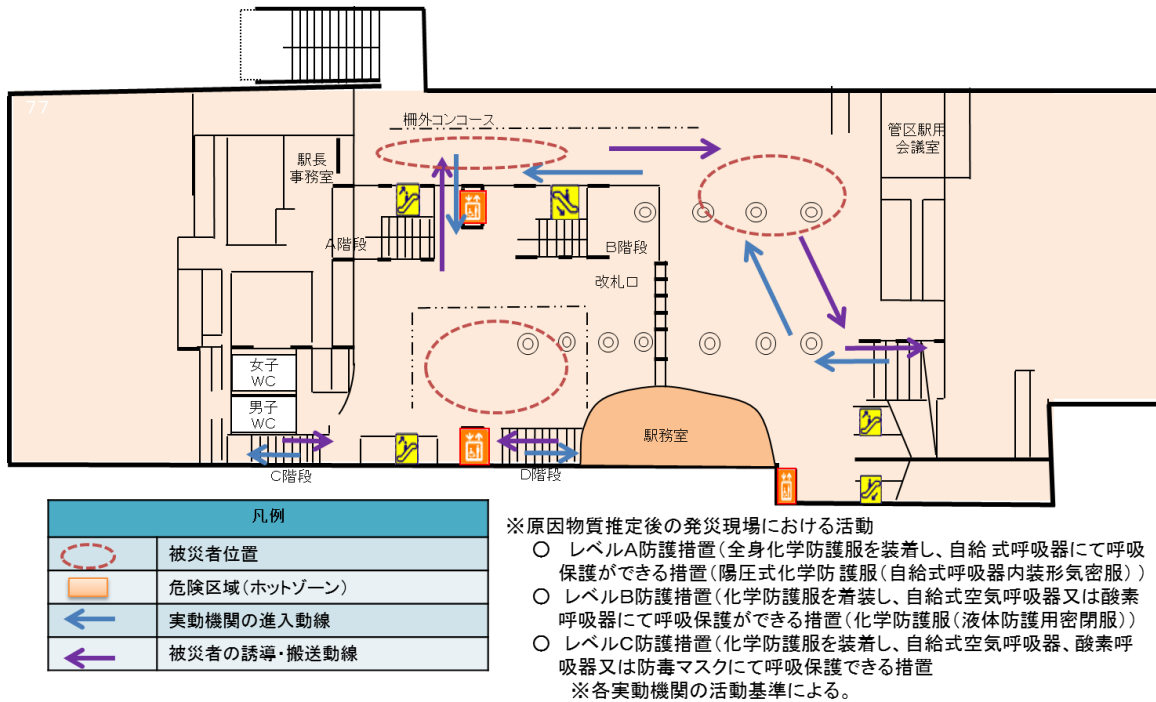 77
柵外コンコース
管区駅用
会議室
駅長
事務室
A階段
B階段
改札口
女子
WC
男子
WC
駅務室
C階段
D階段
凡例
被災者位置
危険区域(ホットゾーン)
実動機関の進入動線
被災者の誘導・搬送動線
※原因物質推定後の発災現場における活動
○ レベルA防護措置(全身化学防護服を装着し、自給式呼吸器にて呼吸
保護ができる措置(陽圧式化学防護服(自給式呼吸器内装形気密服))
○ レベルB防護措置(化学防護服を着装し、自給式空気呼吸器又は酸素
呼吸器にて呼吸保護ができる措置(化学防護服(液体防護用密閉服))
○ レベルC防護措置(化学防護服を装着し、自給式空気呼吸器、酸素呼
吸器又は防毒マスクにて呼吸保護できる措置
※各実動機関の活動基準による。